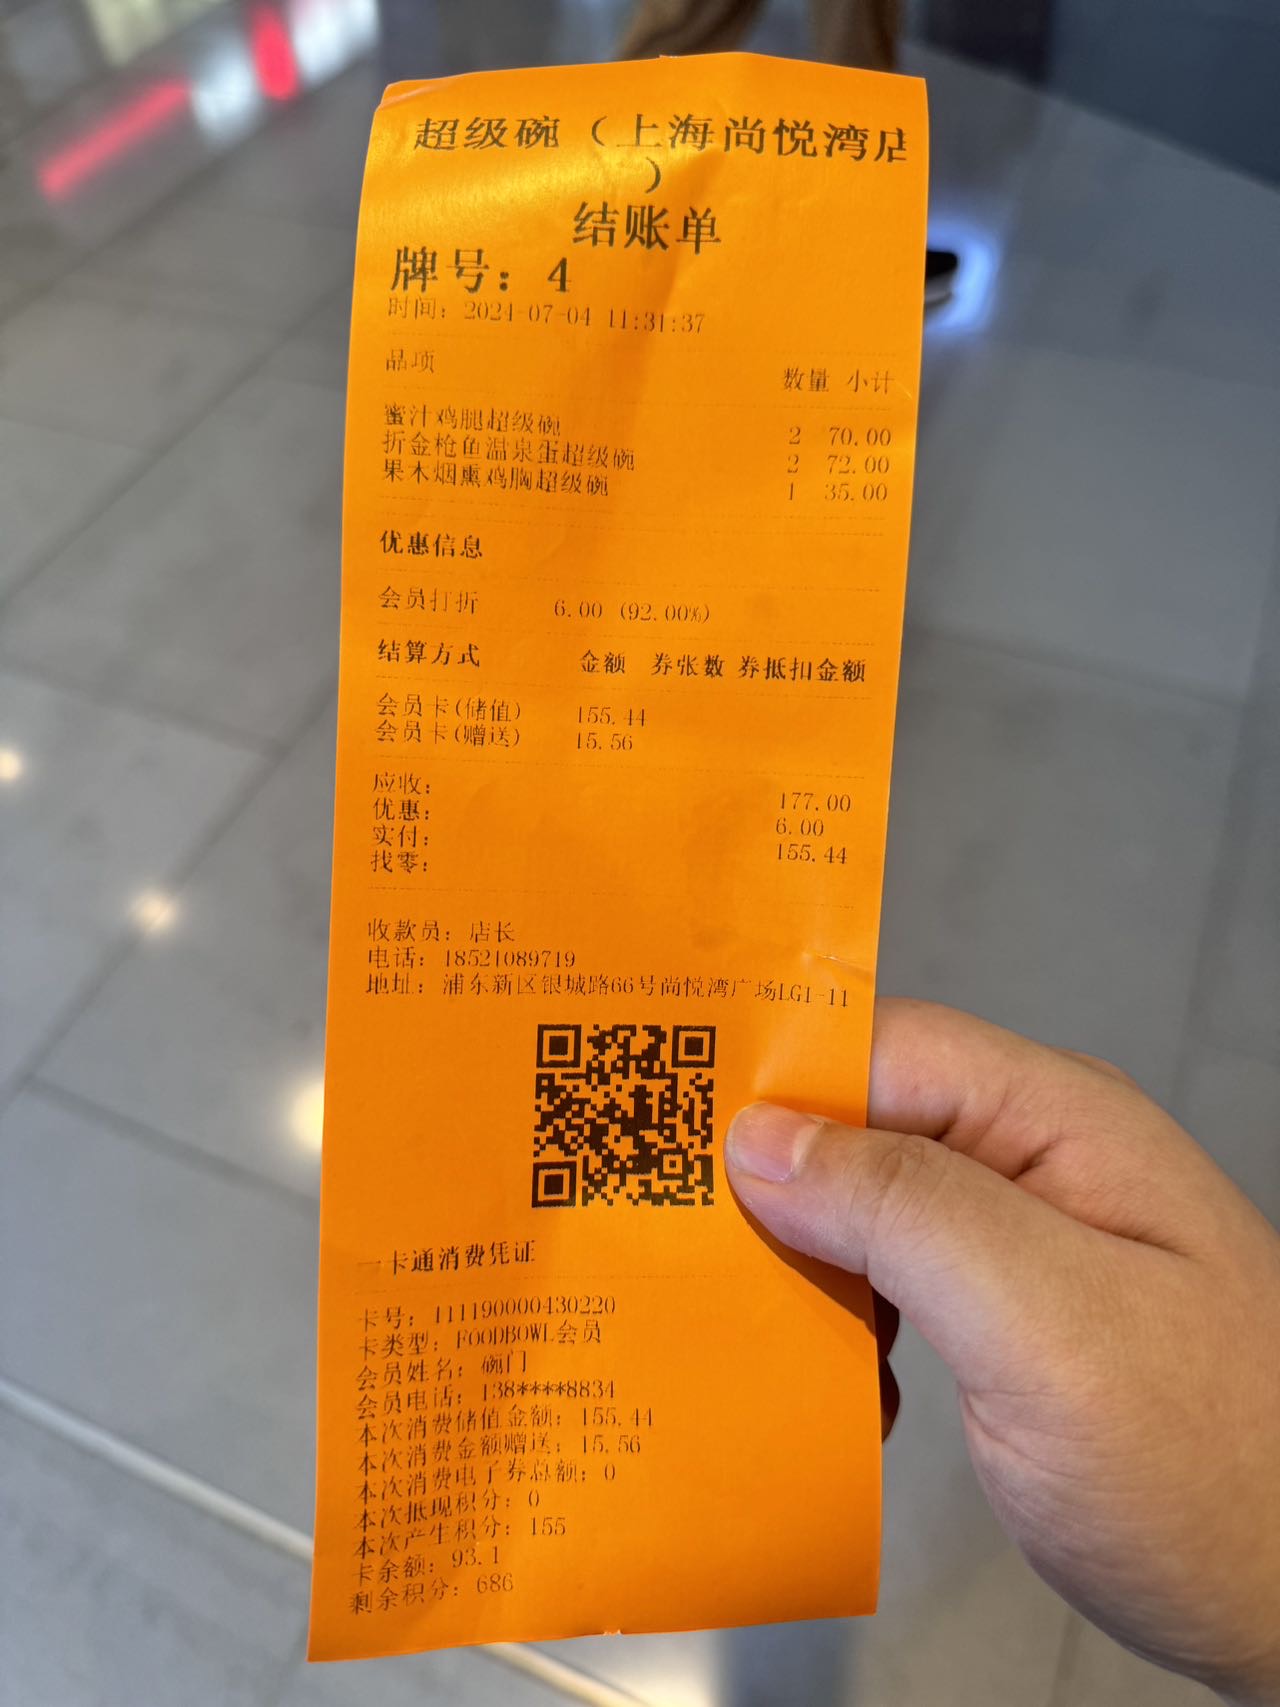 超级碗（上海尚悦湾店
）
结账单
牌号：4
时间：2024-07-04 11:31:37
品项 数量 小计
蜜汁鸡腿超级碗 2 70.00
折金枪鱼温泉蛋超级碗 2 72.00
果木烟熏鸡胸超级碗 1 35.00
优惠信息
会员打折 6.00 (92.00%)
结算方式 金额 券张数 券抵扣金额
会员卡(储值) 155.44
会员卡(赠送) 15.56
应收： 177.00
优惠： 6.00
实付： 155.44
找零：
收款员：店长
电话：18521089719
地址：浦东新区银城路66号尚悦湾广场LG1-11
一卡通消费凭证
卡号：111190000430220
卡类型：FOODBOWL会员
会员姓名：碗门
会员电话：138****8834
本次消费储值金额：155.44
本次消费金额赠送：15.56
本次消费电子券总额：0
本次抵现积分：0
本次产生积分：155
卡余额：93.1
剩余积分：686